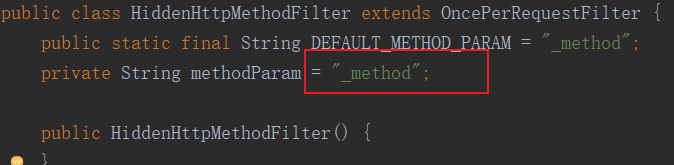 public class HiddenHttpMethodFilter extends OncePerRequestFilter {
public static final String DEFAULT_METHOD_PARAM = "_method";
private String methodParam = "_method";
public HiddenHttpMethodFilter() {
}